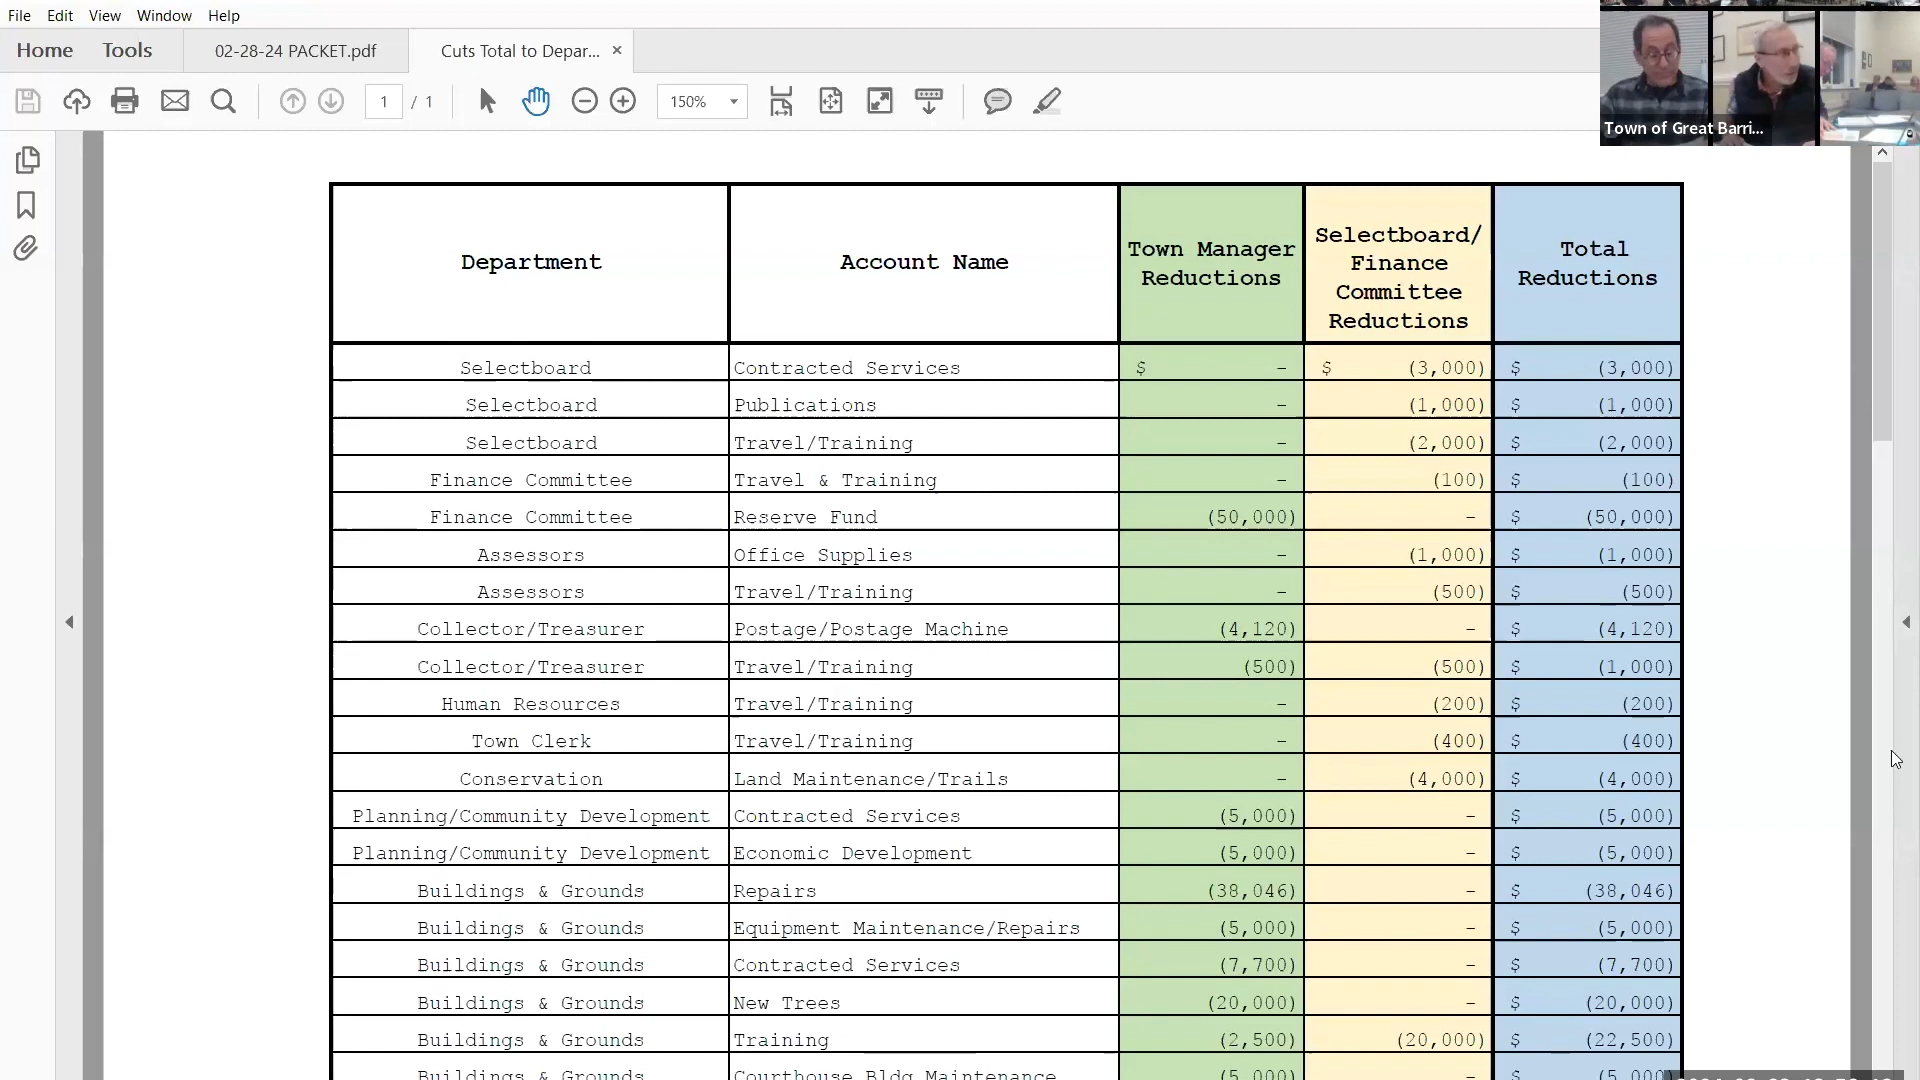 File Edit View Window Help
Home Tools 02-28-24 PACKET.pdf Cuts Total to Depar... ×
1 / 1 150%
Town of Great Barri...
Department Account Name Town Manager Reductions Selectboard/ Finance Committee Reductions Total Reductions
Selectboard Contracted Services $ - $ (3,000) $ (3,000)
Selectboard Publications - (1,000) $ (1,000)
Selectboard Travel/Training - (2,000) $ (2,000)
Finance Committee Travel & Training - (100) $ (100)
Finance Committee Reserve Fund (50,000) - $ (50,000)
Assessors Office Supplies - (1,000) $ (1,000)
Assessors Travel/Training - (500) $ (500)
Collector/Treasurer Postage/Postage Machine (4,120) - $ (4,120)
Collector/Treasurer Travel/Training (500) (500) $ (1,000)
Human Resources Travel/Training - (200) $ (200)
Town Clerk Travel/Training - (400) $ (400)
Conservation Land Maintenance/Trails - (4,000) $ (4,000)
Planning/Community Development Contracted Services (5,000) - $ (5,000)
Planning/Community Development Economic Development (5,000) - $ (5,000)
Buildings & Grounds Repairs (38,046) - $ (38,046)
Buildings & Grounds Equipment Maintenance/Repairs (5,000) - $ (5,000)
Buildings & Grounds Contracted Services (7,700) - $ (7,700)
Buildings & Grounds New Trees (20,000) - $ (20,000)
Buildings & Grounds Training (2,500) (20,000) $ (22,500)
Buildings & Grounds Courthouse Bldg Maintenance (5,000) - $ (5,000)